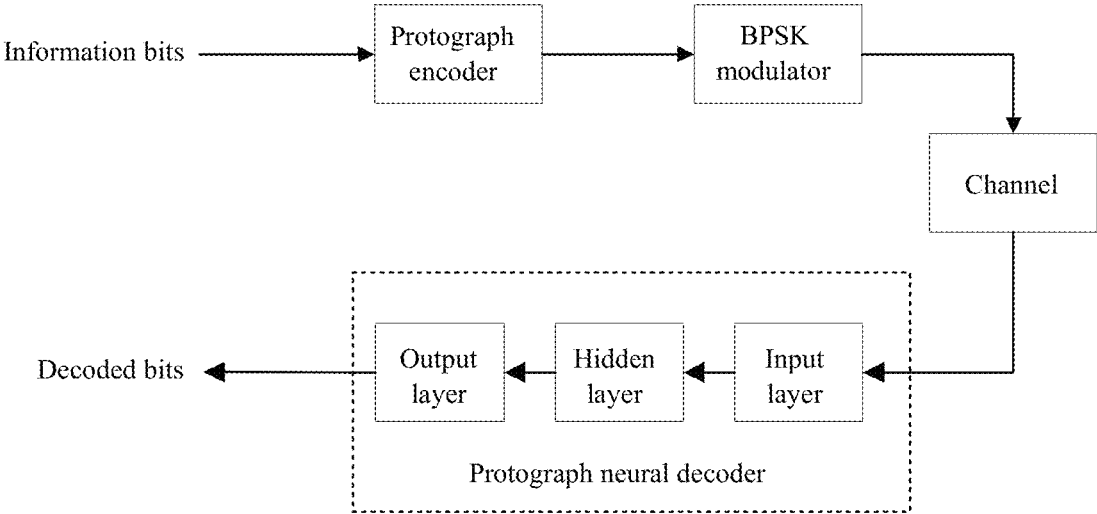 Information bits
Protograph
encoder
BPSK
modulator
Channel
Decoded bits
Output
layer
Hidden
layer
Input
layer
Protograph neural decoder